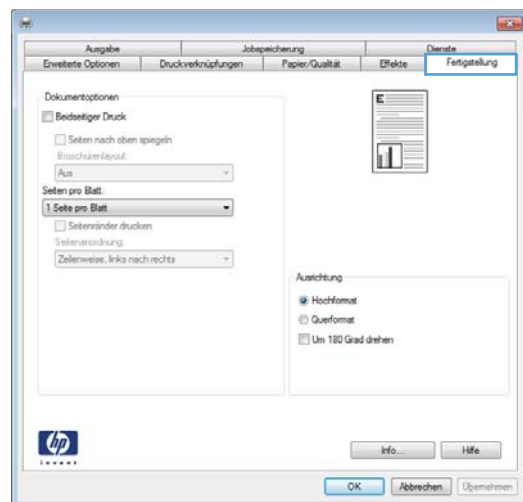 Ausgabe
Jobspeicherung
Dienste
Erweiterte Optionen
Druckverknüpfungen
Papier/Qualität
Effekte
Fertigstellung
Dokumentoptionen
Beidseitiger Druck
Seiten nach oben spiegeln
Broschürenlayout:
Aus
Seiten pro Blatt:
1 Seite pro Blatt
Seitenränder drucken
Seitenanordnung:
Zeilenweise, links nach rechts
E
Ausrichtung
Hochformat
Querformat
Um 180 Grad drehen
hp
invent
Info...
Hilfe
OK
Abbrechen
Übernehmen